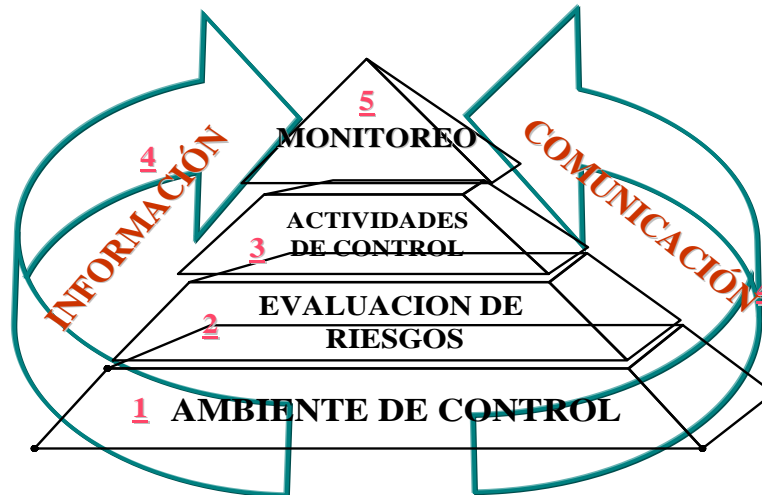 5
MONITOREO
4
INFORMACIÓN
COMUNICACIÓN
3
ACTIVIDADES
DE CONTROL
2
EVALUACION DE
RIESGOS
1 AMBIENTE DE CONTROL